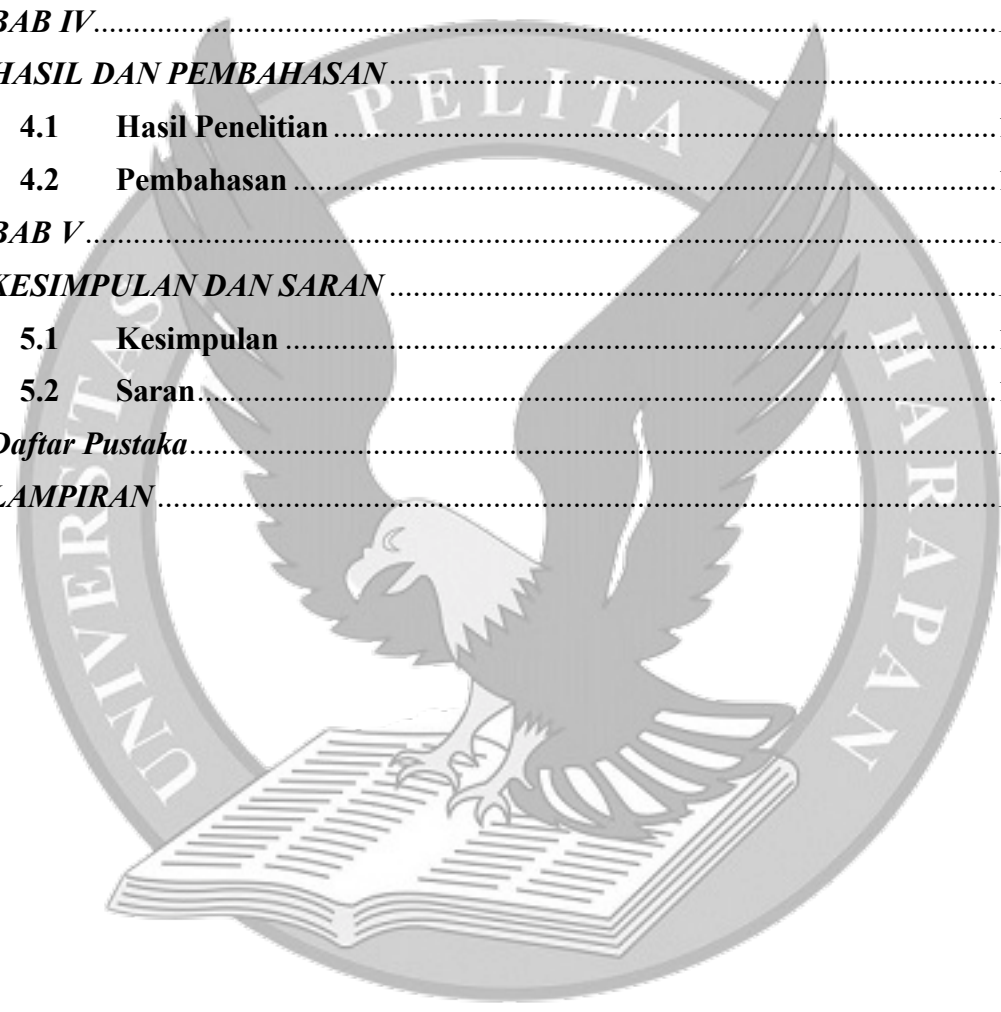 BAB IV
HASIL DAN PEMBAHASAN
4.1 Hasil Penelitian
4.2 Pembahasan
BAB V
KESIMPULAN DAN SARAN
5.1 Kesimpulan
5.2 Saran
Daftar Pustaka
LAMPIRAN
UNIVERSITAS PELITA HARAPAN